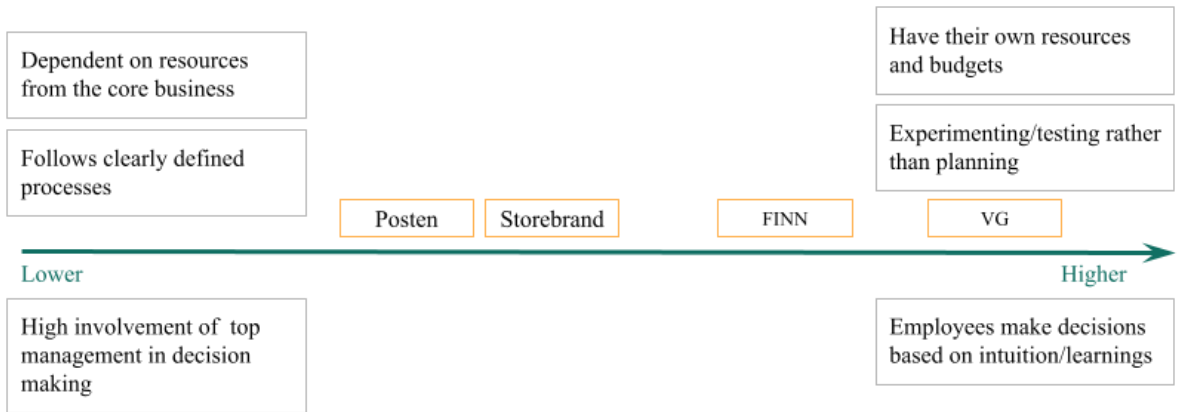 Dependent on resources
from the core business
Follows clearly defined
processes
Have their own resources
and budgets
Experimenting/testing rather
than planning
Posten
Storebrand
FINN
VG
Lower
Higher
High involvement of  top
management in decision
making
Employees make decisions
based on intuition/learnings